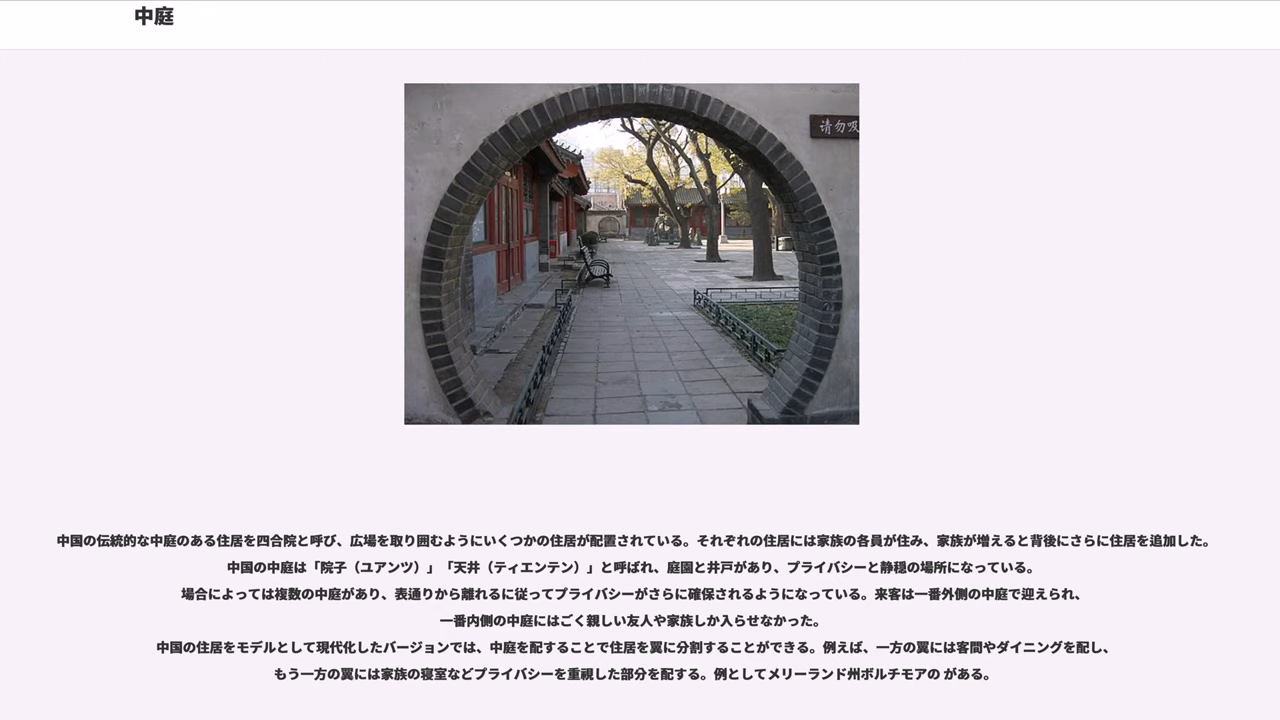 中庭
请勿吸
中国の伝統的な中庭のある住居を四合院と呼び、広場を取り囲むようにいくつかの住居が配置されている。それぞれの住居には家族の各員が住み、家族が増えると背後にさらに住居を追加した。
中国の中庭は「院子（ユアンツ）」「天井（ティエンテン）」と呼ばれ、庭園と井戸があり、プライバシーと静穏の場所になっている。
場合によっては複数の中庭があり、表通りから離れるに従ってプライバシーがさらに確保されるようになっている。来客は一番外側の中庭で迎えられ、
一番内側の中庭にはごく親しい友人や家族しか入らせなかった。
中国の住居をモデルとして現代化したバージョンでは、中庭を配することで住居を翼に分割することができる。例えば、一方の翼には客間やダイニングを配し、
もう一方の翼には家族の寝室などプライバシーを重視した部分を配する。例としてメリーランド州ボルチモアの がある。